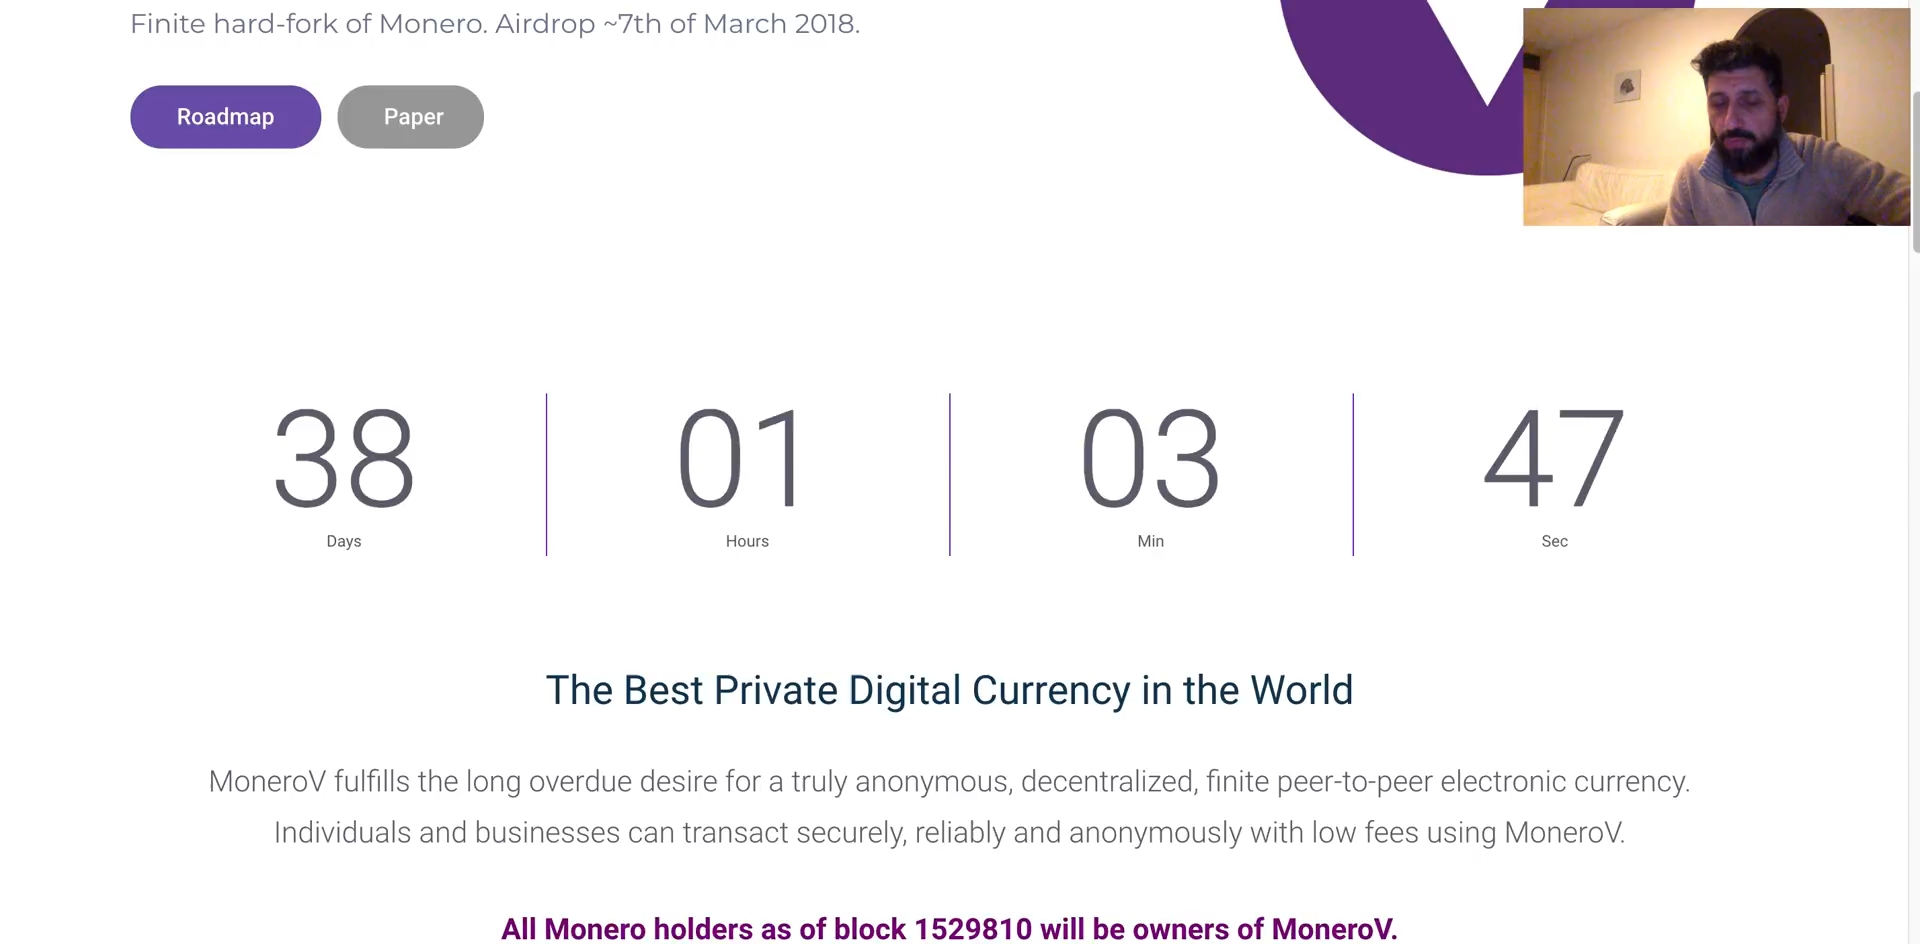 Finite hard-fork of Monero. Airdrop ~7th of March 2018.
Roadmap
Paper
38
01
03
47
Days
Hours
Min
Sec
The Best Private Digital Currency in the World
MoneroV fulfills the long overdue desire for a truly anonymous, decentralized, finite peer-to-peer electronic currency.
Individuals and businesses can transact securely, reliably and anonymously with low fees using MoneroV.
All Monero holders as of block 1529810 will be owners of MoneroV.